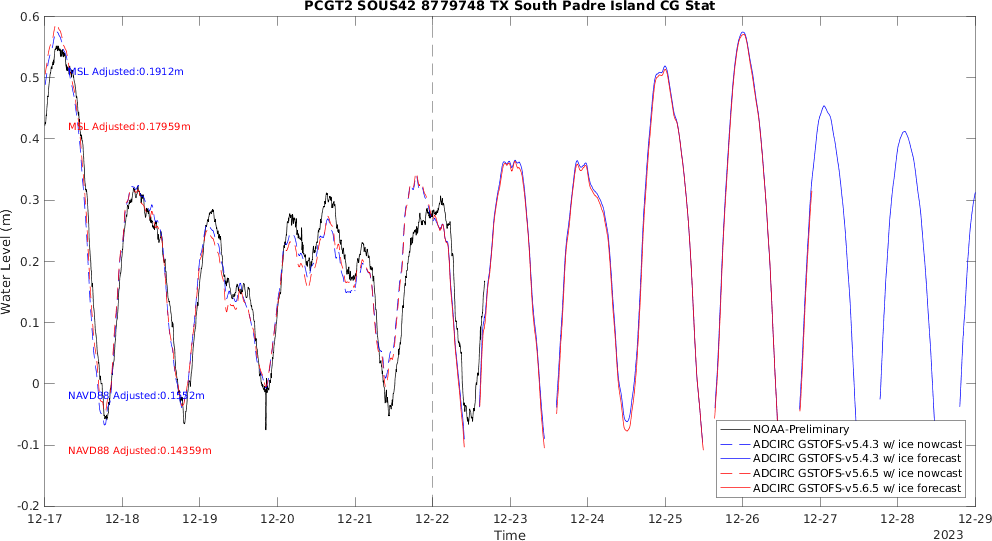 PCGT2 SOUS42 8779748 TX South Padre Island CG Stat
0.6
0.5
0.4
0.3
0.2
0.1
0
-0.1
-0.2
Water Level (m)
MSL Adjusted:0.1912m
MSL Adjusted:0.17959m
NAVD88 Adjusted:0.1552m
NAVD88 Adjusted:0.14359m
NOAA-Preliminary
ADCIRC GSTOFS-v5.4.3 w/ ice nowcast
ADCIRC GSTOFS-v5.4.3 w/ ice forecast
ADCIRC GSTOFS-v5.6.5 w/ ice nowcast
ADCIRC GSTOFS-v5.6.5 w/ ice forecast
12-17 12-18 12-19 12-20 12-21 12-22 12-23 12-24 12-25 12-26 12-27 12-28 12-29
Time
2023